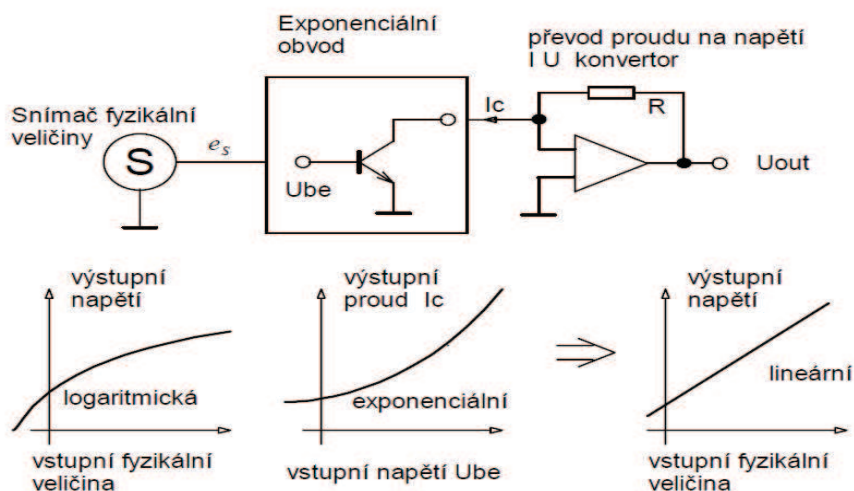 Exponenciální
obvod
převod proudu na napětí
I U konvertor
Snímač fyzikální
veličiny
S
e_s
Ube
Ic
R
Uout
výstupní
napětí
logaritmická
vstupní fyzikální
veličina
výstupní
proud Ic
exponenciální
vstupní napětí Ube
výstupní
napětí
lineární
vstupní fyzikální
veličina